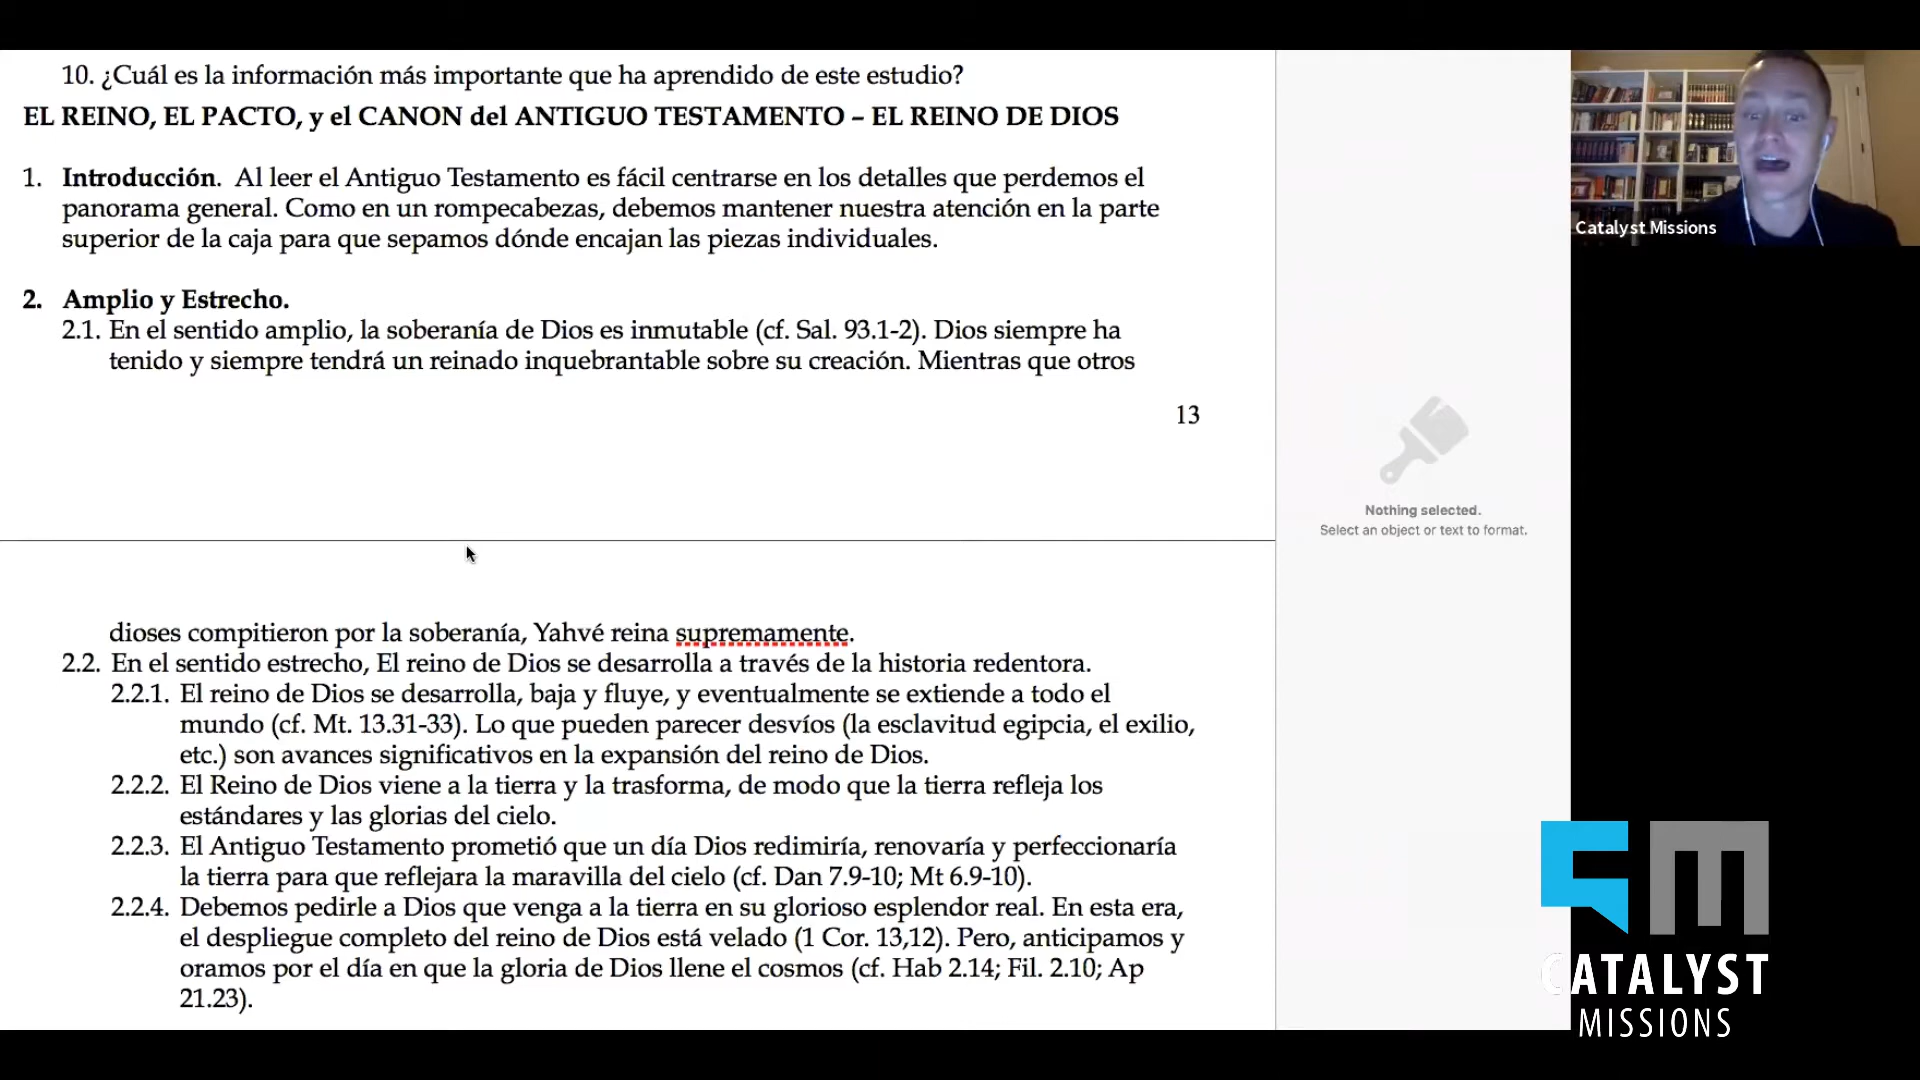 10. ¿Cuál es la información más importante que ha aprendido de este estudio?
EL REINO, EL PACTO, y el CANON del ANTIGUO TESTAMENTO – EL REINO DE DIOS
1. Introducción. Al leer el Antiguo Testamento es fácil centrarse en los detalles que perdemos el
panorama general. Como en un rompecabezas, debemos mantener nuestra atención en la parte
superior de la caja para que sepamos dónde encajan las piezas individuales.
2. Amplio y Estrecho.
2.1. En el sentido amplio, la soberanía de Dios es inmutable (cf. Sal. 93.1-2). Dios siempre ha
tenido y siempre tendrá un reinado inquebrantable sobre su creación. Mientras que otros
13
dioses compitieron por la soberanía, Yahvé reina supremamente.
2.2. En el sentido estrecho, El reino de Dios se desarrolla a través de la historia redentora.
2.2.1. El reino de Dios se desarrolla, baja y fluye, y eventualmente se extiende a todo el
mundo (cf. Mt. 13.31-33). Lo que pueden parecer desvíos (la esclavitud egipcia, el exilio,
etc.) son avances significativos en la expansión del reino de Dios.
2.2.2. El Reino de Dios viene a la tierra y la trasforma, de modo que la tierra refleja los
estándares y las glorias del cielo.
2.2.3. El Antiguo Testamento prometió que un día Dios redimiría, renovaría y perfeccionaría
la tierra para que reflejara la maravilla del cielo (cf. Dan 7.9-10; Mt 6.9-10).
2.2.4. Debemos pedirle a Dios que venga a la tierra en su glorioso esplendor real. En esta era,
el despliegue completo del reino de Dios está velado (1 Cor. 13,12). Pero, anticipamos y
oramos por el día en que la gloria de Dios llene el cosmos (cf. Hab 2.14; Fil. 2.10; Ap
21.23).
Nothing selected.
Select an object or text to format.
Catalyst Missions
CATALYST
MISSIONS